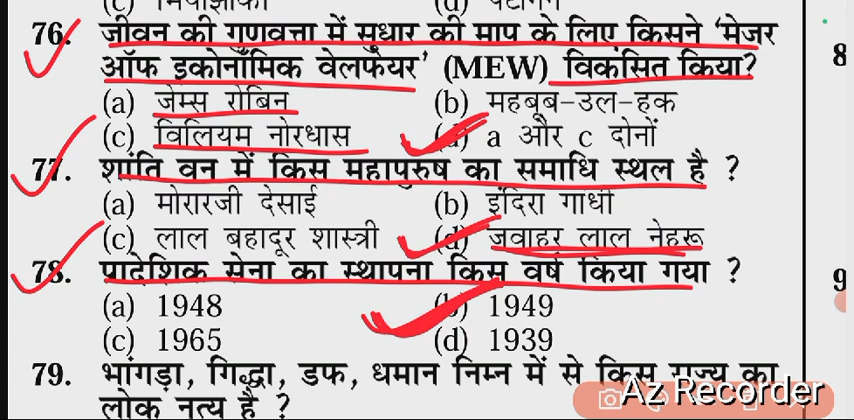 (d)
76. जीवन की गुणवत्ता में सुधार की माप के लिए किसने ‘मेजर
ऑफ इकोनॉमिक वेलफेयर’ (MEW) विकसित किया?
(a) जेम्स रोबिन (b) महबूब-उल-हक
(c) विलियम नोरधास (d) a और c दोनों
77. शांति वन में किस महापुरुष का समाधि स्थल है ?
(a) मोरारजी देसाई (b) इंदिरा गांधी
(c) लाल बहादूर शास्त्री (d) जवाहर लाल नेहरू
78. प्रादेशिक सेना का स्थापना किस वर्ष किया गया ?
(a) 1948 (b) 1949
(c) 1965 (d) 1939
79. भांगड़ा, गिद्धा, डफ, धमान निम्न में से किस राज्य का
लोक नृत्य है ?
8
9
Az Recorder